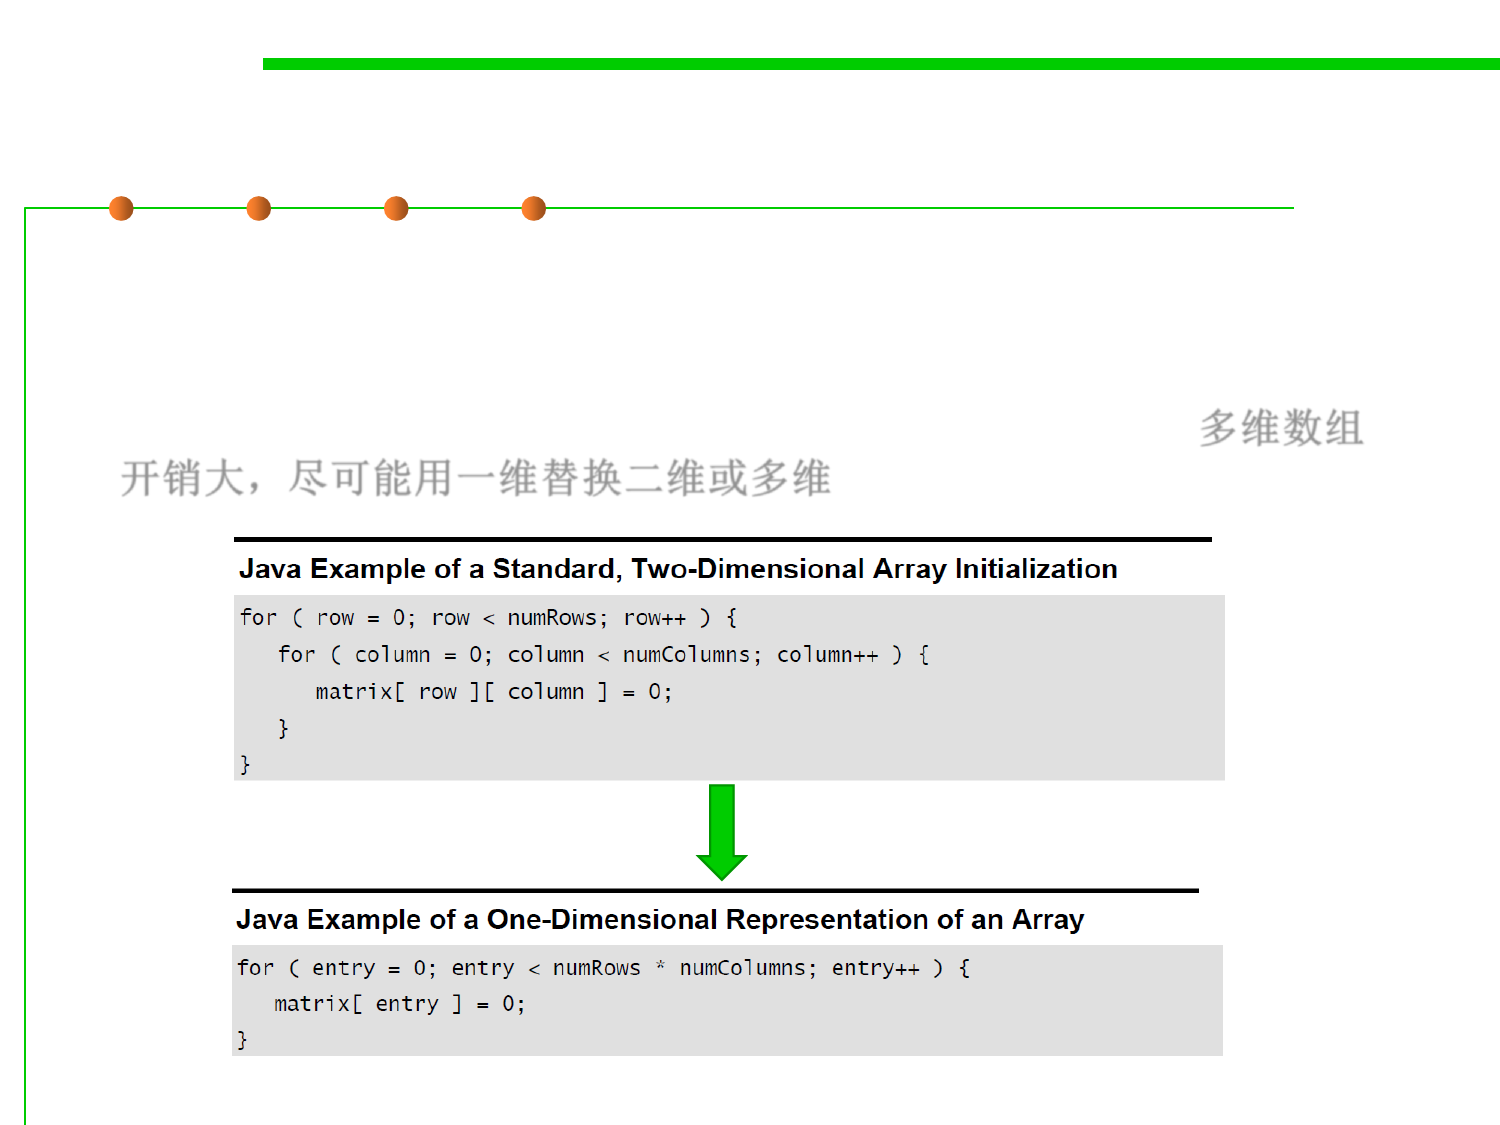 多维数组
开销大，尽可能用一维替换二维或多维
Java Example of a Standard, Two-Dimensional Array Initialization
for ( row = 0; row < numRows; row++ ) {
   for ( column = 0; column < numColumns; column++ ) {
      matrix[ row ][ column ] = 0;
   }
}
Java Example of a One-Dimensional Representation of an Array
for ( entry = 0; entry < numRows * numColumns; entry++ ) {
   matrix[ entry ] = 0;
}